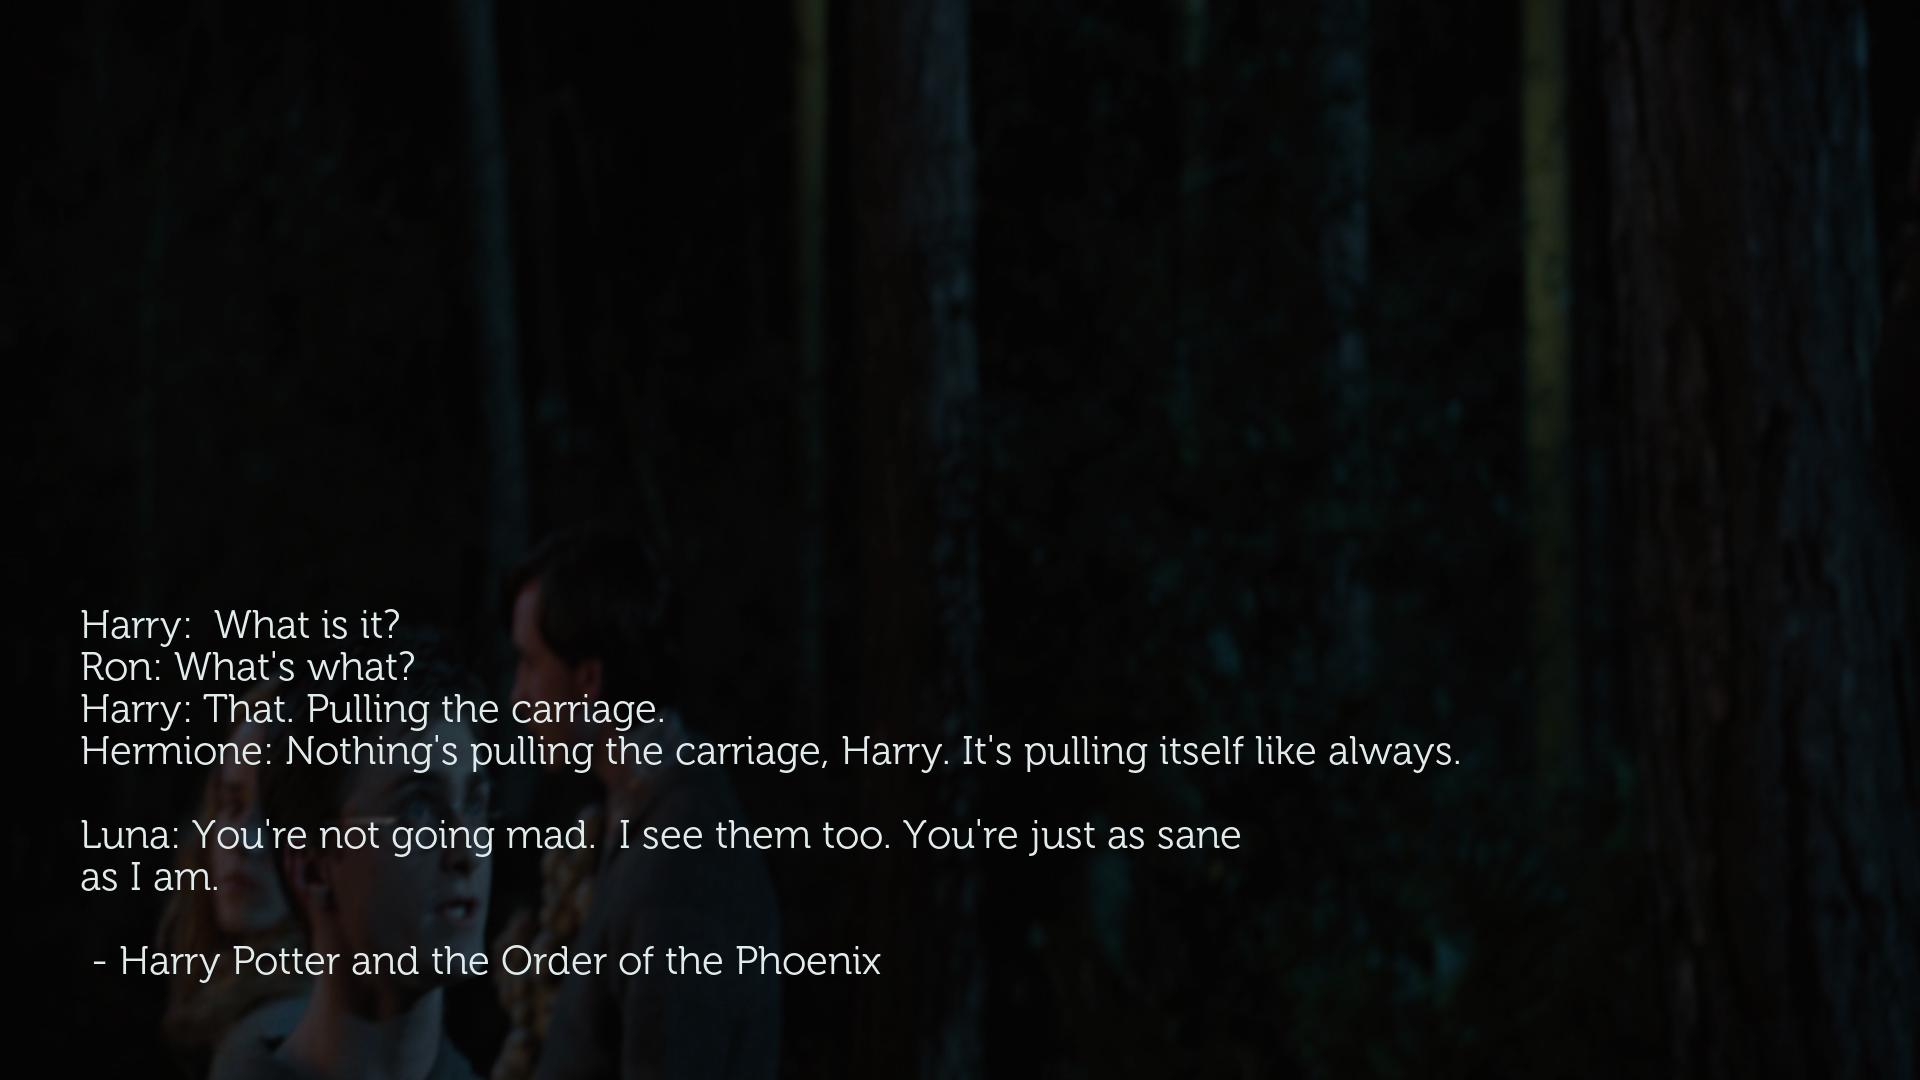 Harry:  What is it?
Ron: What's what?
Harry: That. Pulling the carriage.
Hermione: Nothing's pulling the carriage, Harry. It's pulling itself like always.
Luna: You're not going mad.  I see them too. You're just as sane
as I am.
- Harry Potter and the Order of the Phoenix